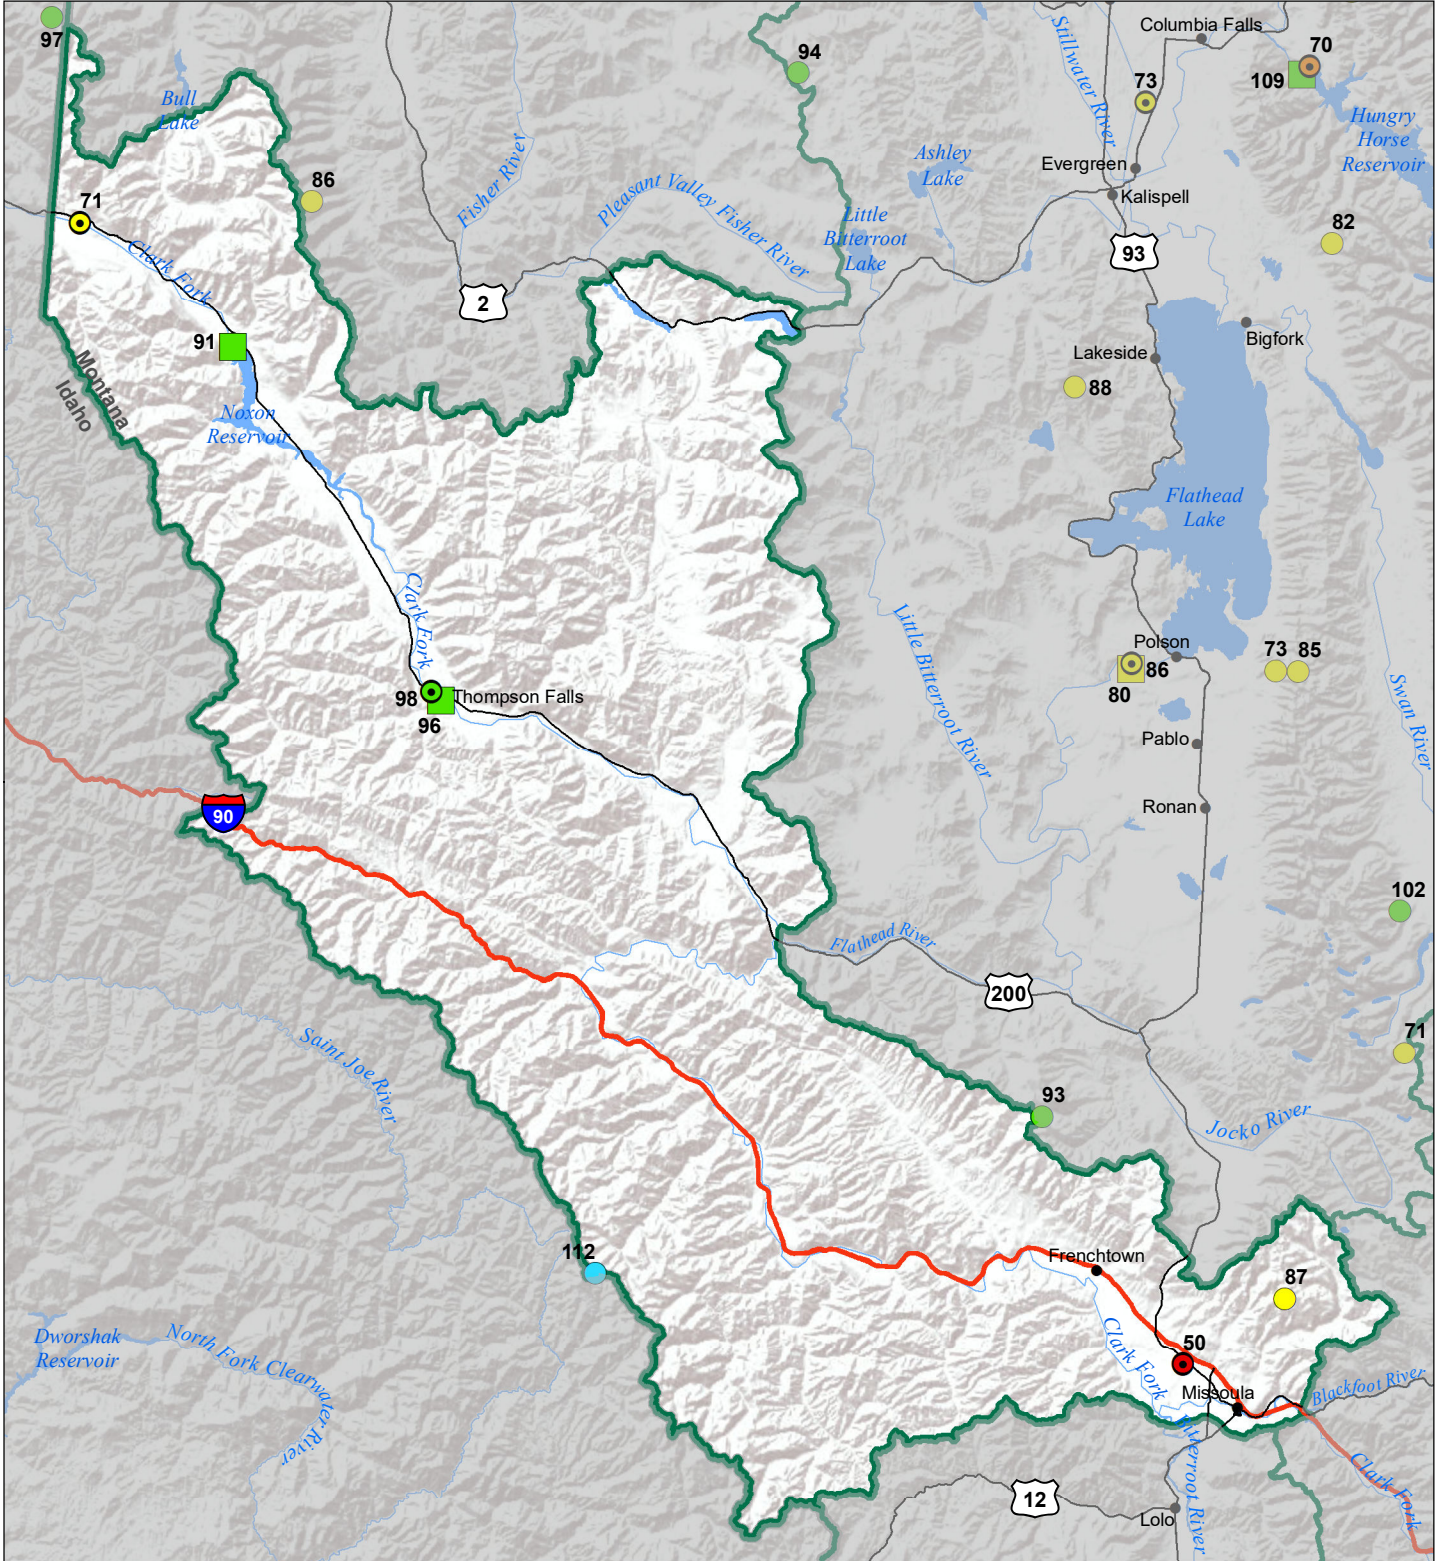 97
94
Columbia Falls
70
109
73
Stillwater River
Bull
Lake
Hungry
Horse
Reservoir
Fisher River
Ashley
Lake
Evergreen
Kalispell
86
71
Pleasant Valley Fisher River
Little
Bitterroot
Lake
82
93
Clark Fork
2
91
Bigfork
Lakeside
88
Montana
Idaho
Noxon
Reservoir
Flathead
Lake
Clark Fork
Little Bitterroot River
Polson
73
85
86
80
98
Thompson Falls
96
Swan River
Pablo
Ronan
90
102
Flathead River
200
Saint Joe River
71
93
Jocko River
112
Frenchtown
87
Dworshak
Reservoir
North Fork Clearwater River
Clark Fork
50
Missoula
Blackfoot River
Bitterroot River
Clark Fork
12
Lolo